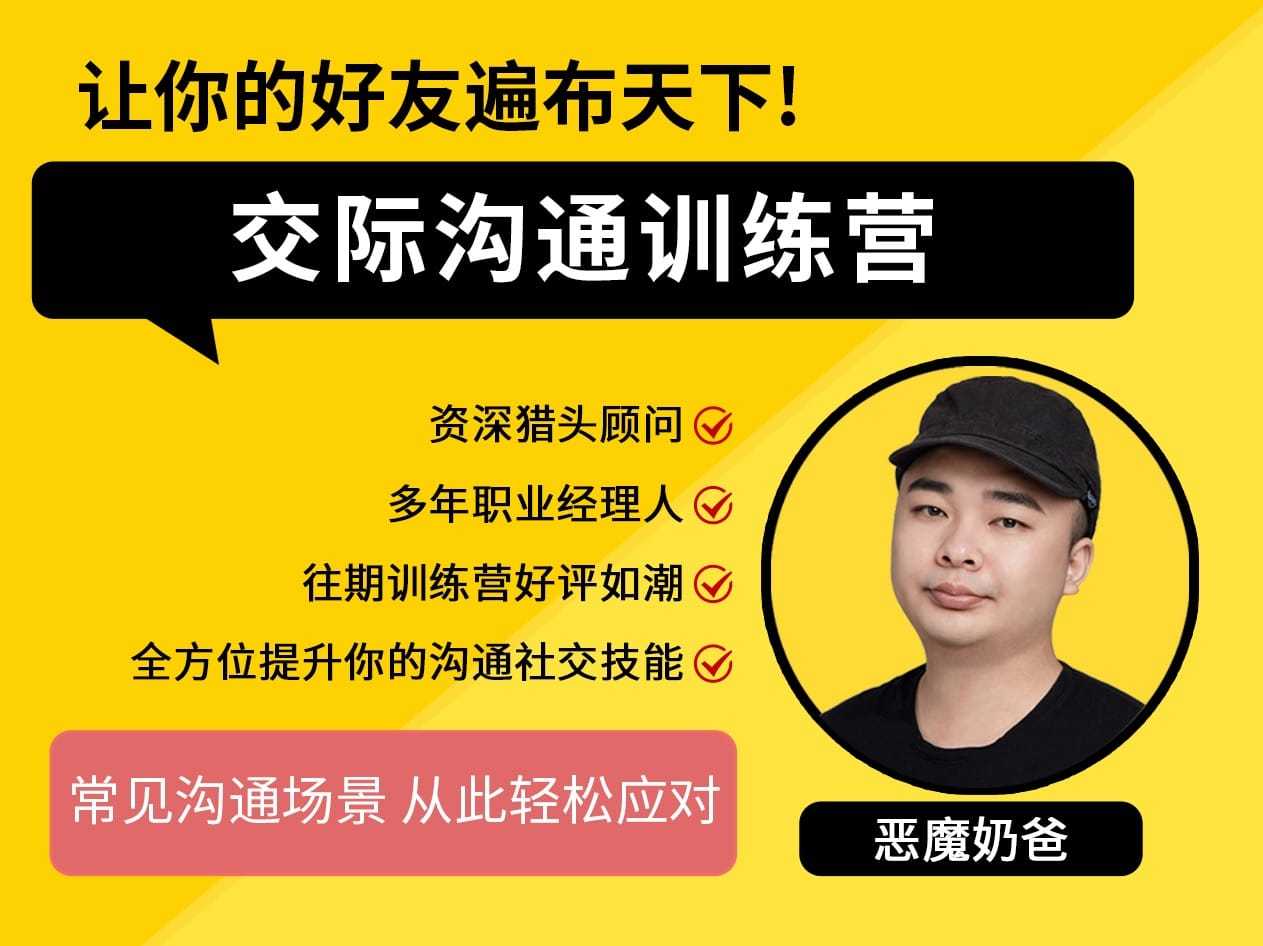 让你的好友遍布天下!
交际沟通训练营
资深猎头顾问
多年职业经理人
往期训练营好评如潮
全方位提升你的沟通社交技能
常见沟通场景 从此轻松应对
恶魔奶爸